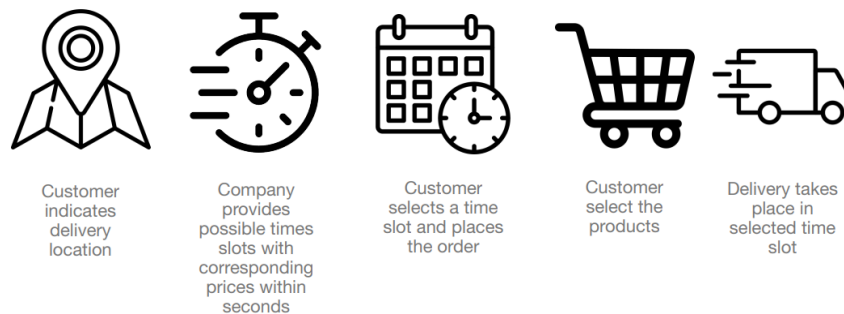 Customer
indicates
delivery
location
Company
provides
possible times
slots with
corresponding
prices within
seconds
Customer
selects a time
slot and places
the order
Customer
select the
products
Delivery takes
place in
selected time
slot